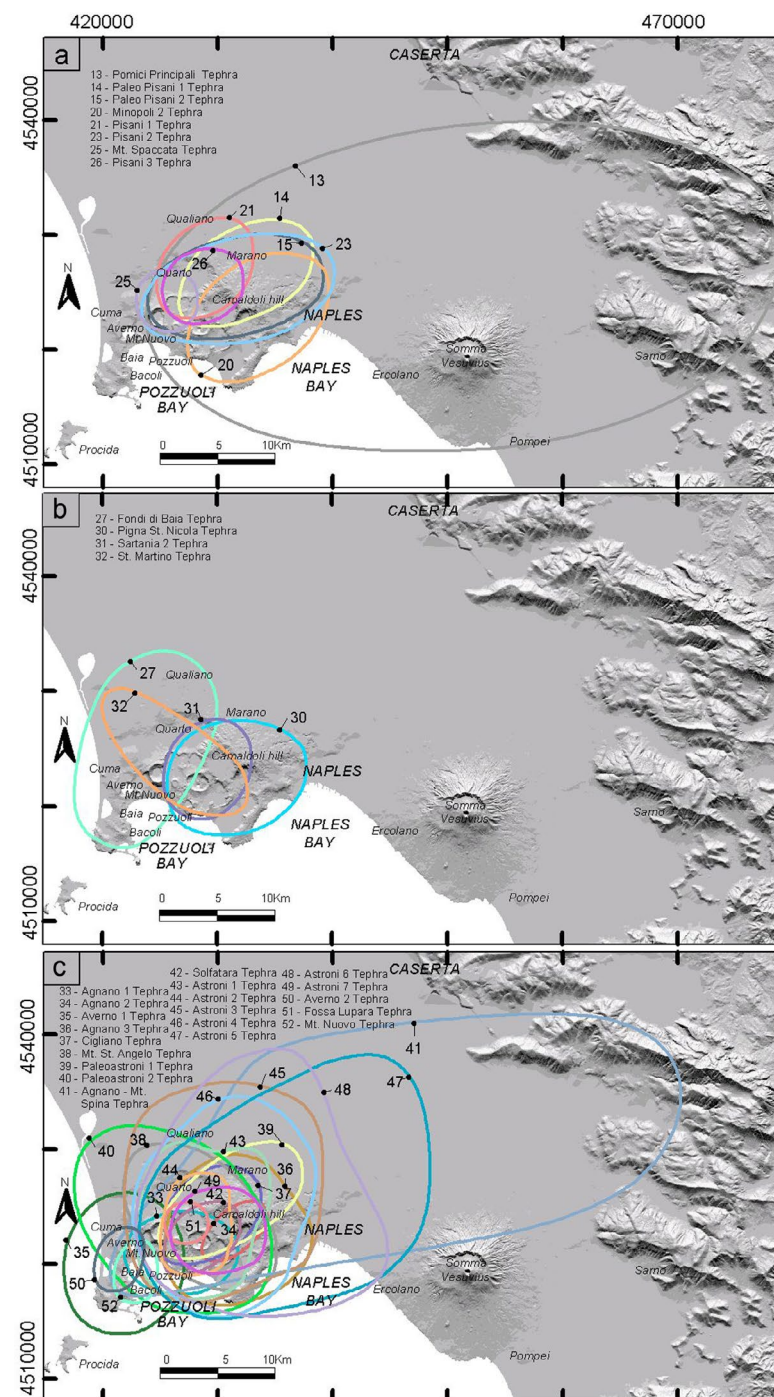 420000 470000
a
CASERTA
13 - Pomici Principali Tephra
14 - Paleo Pisani 1 Tephra
15 - Paleo Pisani 2 Tephra
20 - Minopoli 2 Tephra
21 - Pisani 1 Tephra
23 - Pisani 2 Tephra
25 - Mt. Spaccata Tephra
26 - Pisani 3 Tephra
4540000
13
Qualiano 21 14
15 23
26 Marano
N
Quarto
25
Camaldoli hill
Cuma NAPLES
Averno
Mt Nuovo
Somma
Vesuvius
Sarno
Baia Pozzuoli
20
NAPLES
BAY
Ercolano
Bacoli
POZZUOLI
BAY
Pompei
Procida
0 5 10Km
4510000
b
CASERTA
27 - Fondi di Baia Tephra
30 - Pigna St. Nicola Tephra
31 - Sartania 2 Tephra
32 - St. Martino Tephra
4540000
27
Qualiano
32
31 Marano 30
N
Quarto
Camaldoli hill
Cuma NAPLES
Averno
Mt Nuovo
Somma
Vesuvius
Sarno
Baia Pozzuoli
NAPLES
BAY
Ercolano
Bacoli
POZZUOLI
BAY
Pompei
Procida
0 5 10Km
4510000
c
CASERTA
33 - Agnano 1 Tephra
34 - Agnano 2 Tephra
35 - Averno 1 Tephra
36 - Agnano 3 Tephra
37 - Cigliano Tephra
38 - Mt. St. Angelo Tephra
39 - Paleoastroni 1 Tephra
40 - Paleoastroni 2 Tephra
41 - Agnano - Mt.
Spina Tephra
42 - Solfatara Tephra
43 - Astroni 1 Tephra
44 - Astroni 2 Tephra
45 - Astroni 3 Tephra
46 - Astroni 4 Tephra
47 - Astroni 5 Tephra
48 - Astroni 6 Tephra
49 - Astroni 7 Tephra
50 - Averno 2 Tephra
51 - Fossa Lupara Tephra
52 - Mt. Nuovo Tephra
4540000
41
45 47
46 48
Qualiano 39
40 38 43
44 Marano 36
N
Quarto 49 37
33 42
Camaldoli hill
Cuma 51 34 NAPLES
35 Averno
Mt Nuovo
Somma
Vesuvius
Sarno
50 Baia Pozzuoli
NAPLES
BAY
Ercolano
52 Bacoli
POZZUOLI
BAY
Pompei
Procida
0 5 10Km
4510000